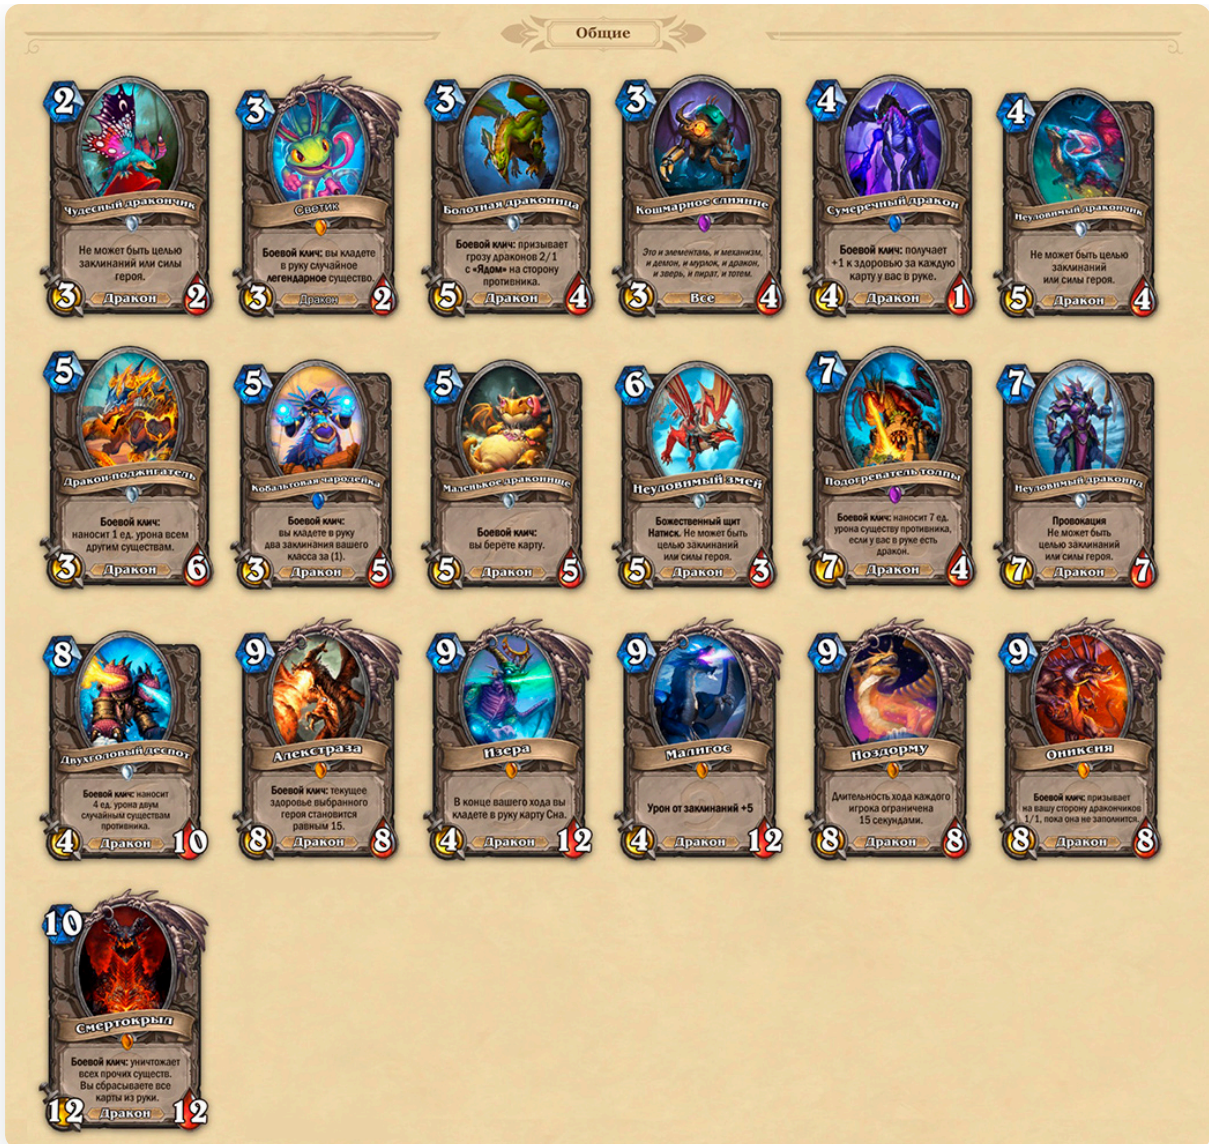 Общие
2
Чудесный дракончик
Не может быть целью
заклинаний или силы
героя.
3
Дракон
2
3
Светик
Боевой клич: вы кладете
в руку случайное
легендарное существо.
3
Дракон
2
3
Болотная драконица
Боевой клич: призывает
грозу драконов 2/1
с «Ядом» на сторону
противника.
5
Дракон
4
3
Кошмарное слияние
Это и элементаль, и механизм,
и демон, и мурлок, и дракон,
и зверь, и пират, и тотем.
3
Все
4
4
Сумеречный дракон
Боевой клич: получает
+1 к здоровью за каждую
карту у вас в руке.
4
Дракон
1
4
Неуловимый дракончик
Не может быть целью
заклинаний
или силы героя.
5
Дракон
4
5
Дракон-поджигатель
Боевой клич:
наносит 1 ед. урона всем
другим существам.
3
Дракон
6
5
Кобальтовая чародейка
Боевой клич:
вы кладете в руку
два заклинания вашего
класса за (1).
3
Дракон
5
5
Маленькое драконище
Боевой клич:
вы берёте карту.
5
Дракон
5
6
Неуловимый змей
Божественный щит
Натиск. Не может быть
целью заклинаний
или силы героя.
5
Дракон
3
7
Подогреватель толпы
Боевой клич: наносит 7 ед.
урона существу противника,
если у вас в руке есть
дракон.
7
Дракон
4
7
Неуловимый драконид
Провокация
Не может быть
целью заклинаний
или силы героя.
7
Дракон
7
8
Двухголовый деспот
Боевой клич: наносит
4 ед. урона двум
случайным существам
противника.
4
Дракон
10
9
Алекстраза
Боевой клич: текущее
здоровье выбранного
героя становится
равным 15.
8
Дракон
8
9
Изера
В конце вашего хода вы
кладете в руку карту Сна.
4
Дракон
12
9
Малигос
Урон от заклинаний +5
4
Дракон
12
9
Ноздорму
Длительность хода каждого
игрока ограничена
15 секундами.
8
Дракон
8
9
Ониксия
Боевой клич: призывает
на вашу сторону дракончиков
1/1, пока она не заполнится.
8
Дракон
8
10
Смертокрыл
Боевой клич: уничтожает
всех прочих существ.
Вы сбрасываете все
карты из руки.
12
Дракон
12